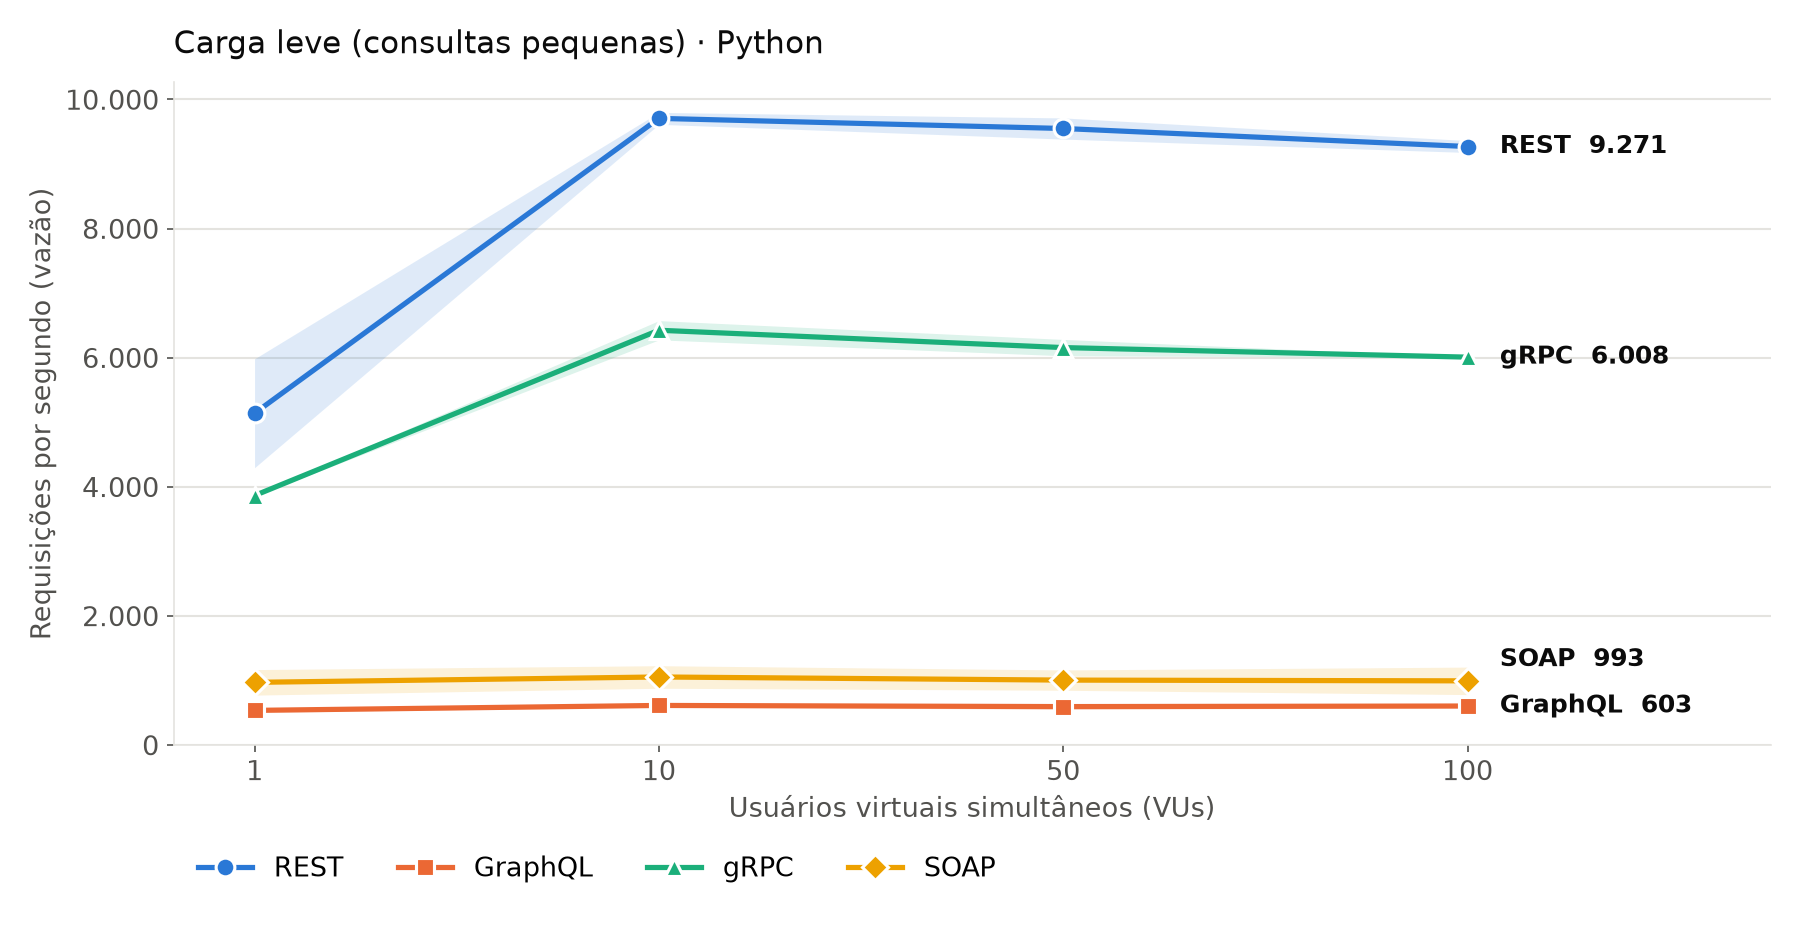 Carga leve (consultas pequenas) · Python
Requisições por segundo (vazão)
10.000
8.000
6.000
4.000
2.000
0
REST 9.271
gRPC 6.008
SOAP 993
GraphQL 603
1 10 50 100
Usuários virtuais simultâneos (VUs)
REST GraphQL gRPC SOAP